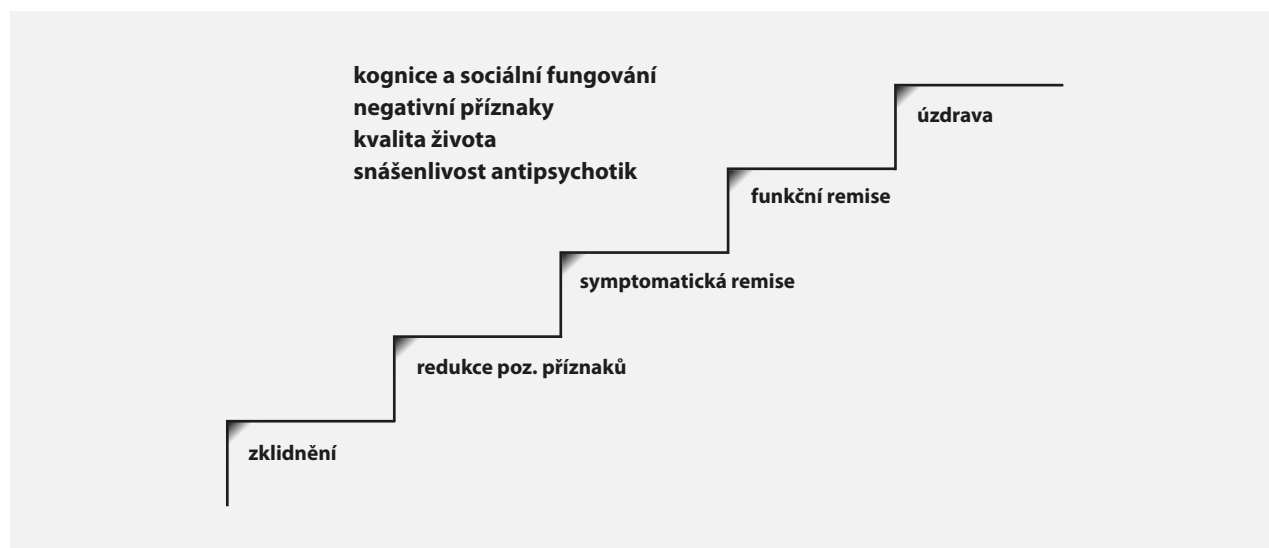 kognice a sociální fungování
negativní příznaky
kvalita života
snášenlivost antipsychotik
úzdrava
funkční remise
symptomatická remise
redukce poz. příznaků
zklidnění